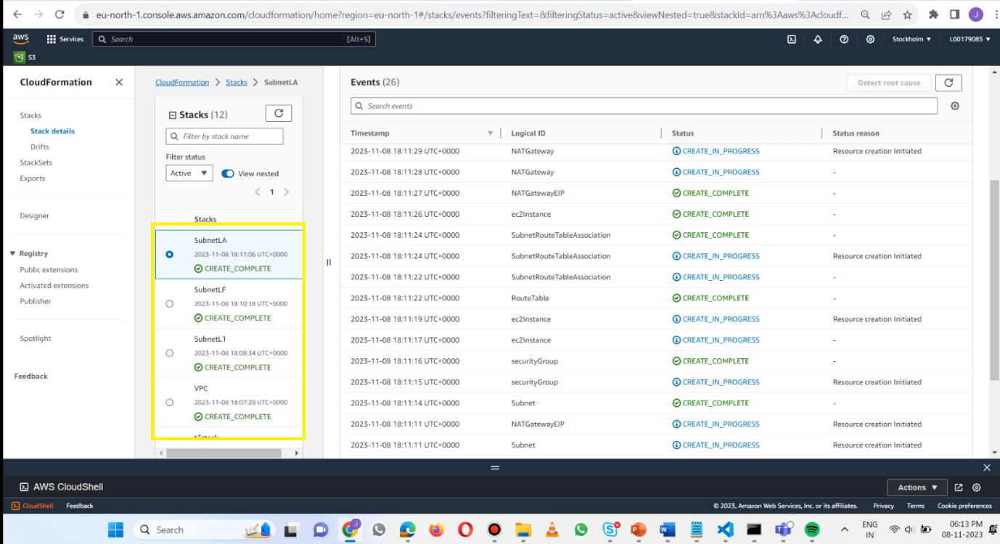 eu-north-1.console.aws.amazon.com/cloudformation/home?region=eu-north-1#/stacks/events?filteringText=&filteringStatus=active&viewNested=true&stackId=arn%3Aaws%3Acloudf...
aws Services Search [Alt+S] Stockholm L00179085
S3
CloudFormation
Stacks
Stack details
Drifts
StackSets
Exports
Designer
Registry
Public extensions
Activated extensions
Publisher
Spotlight
Feedback
CloudFormation > Stacks > SubnetLA
Stacks (12)
Filter by stack name
Filter status
Active View nested
1
Stacks
SubnetLA
2023-11-08 18:11:06 UTC+0000
CREATE_COMPLETE
SubnetLF
2023-11-08 18:10:18 UTC+0000
CREATE_COMPLETE
SubnetL1
2023-11-08 18:08:34 UTC+0000
CREATE_COMPLETE
VPC
2023-11-08 18:07:28 UTC+0000
CREATE_COMPLETE
Events (26) Detect root cause
Search events
Timestamp Logical ID Status Status reason
2023-11-08 18:11:29 UTC+0000 NATGateway CREATE_IN_PROGRESS Resource creation Initiated
2023-11-08 18:11:28 UTC+0000 NATGateway CREATE_IN_PROGRESS -
2023-11-08 18:11:27 UTC+0000 NATGatewayEIP CREATE_COMPLETE -
2023-11-08 18:11:26 UTC+0000 ec2Instance CREATE_COMPLETE -
2023-11-08 18:11:24 UTC+0000 SubnetRouteTableAssociation CREATE_COMPLETE -
2023-11-08 18:11:24 UTC+0000 SubnetRouteTableAssociation CREATE_IN_PROGRESS Resource creation Initiated
2023-11-08 18:11:22 UTC+0000 SubnetRouteTableAssociation CREATE_IN_PROGRESS -
2023-11-08 18:11:22 UTC+0000 RouteTable CREATE_COMPLETE -
2023-11-08 18:11:19 UTC+0000 ec2Instance CREATE_IN_PROGRESS Resource creation Initiated
2023-11-08 18:11:17 UTC+0000 ec2Instance CREATE_IN_PROGRESS -
2023-11-08 18:11:16 UTC+0000 securityGroup CREATE_COMPLETE -
2023-11-08 18:11:15 UTC+0000 securityGroup CREATE_IN_PROGRESS Resource creation Initiated
2023-11-08 18:11:14 UTC+0000 Subnet CREATE_COMPLETE -
2023-11-08 18:11:11 UTC+0000 NATGatewayEIP CREATE_IN_PROGRESS Resource creation Initiated
2023-11-08 18:11:11 UTC+0000 Subnet CREATE_IN_PROGRESS Resource creation Initiated
AWS CloudShell Actions
CloudShell Feedback © 2023, Amazon Web Services, Inc. or its affiliates. Privacy Terms Cookie preferences
Search ENG IN 06:13 PM
08-11-2023